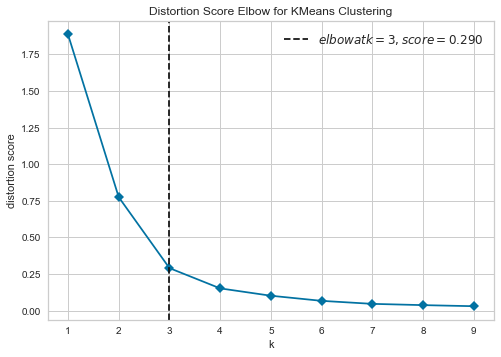 Distortion Score Elbow for KMeans Clustering
elbowatk = 3, score = 0.290
distortion score
1.75
1.50
1.25
1.00
0.75
0.50
0.25
0.00
1 2 3 4 5 6 7 8 9
k